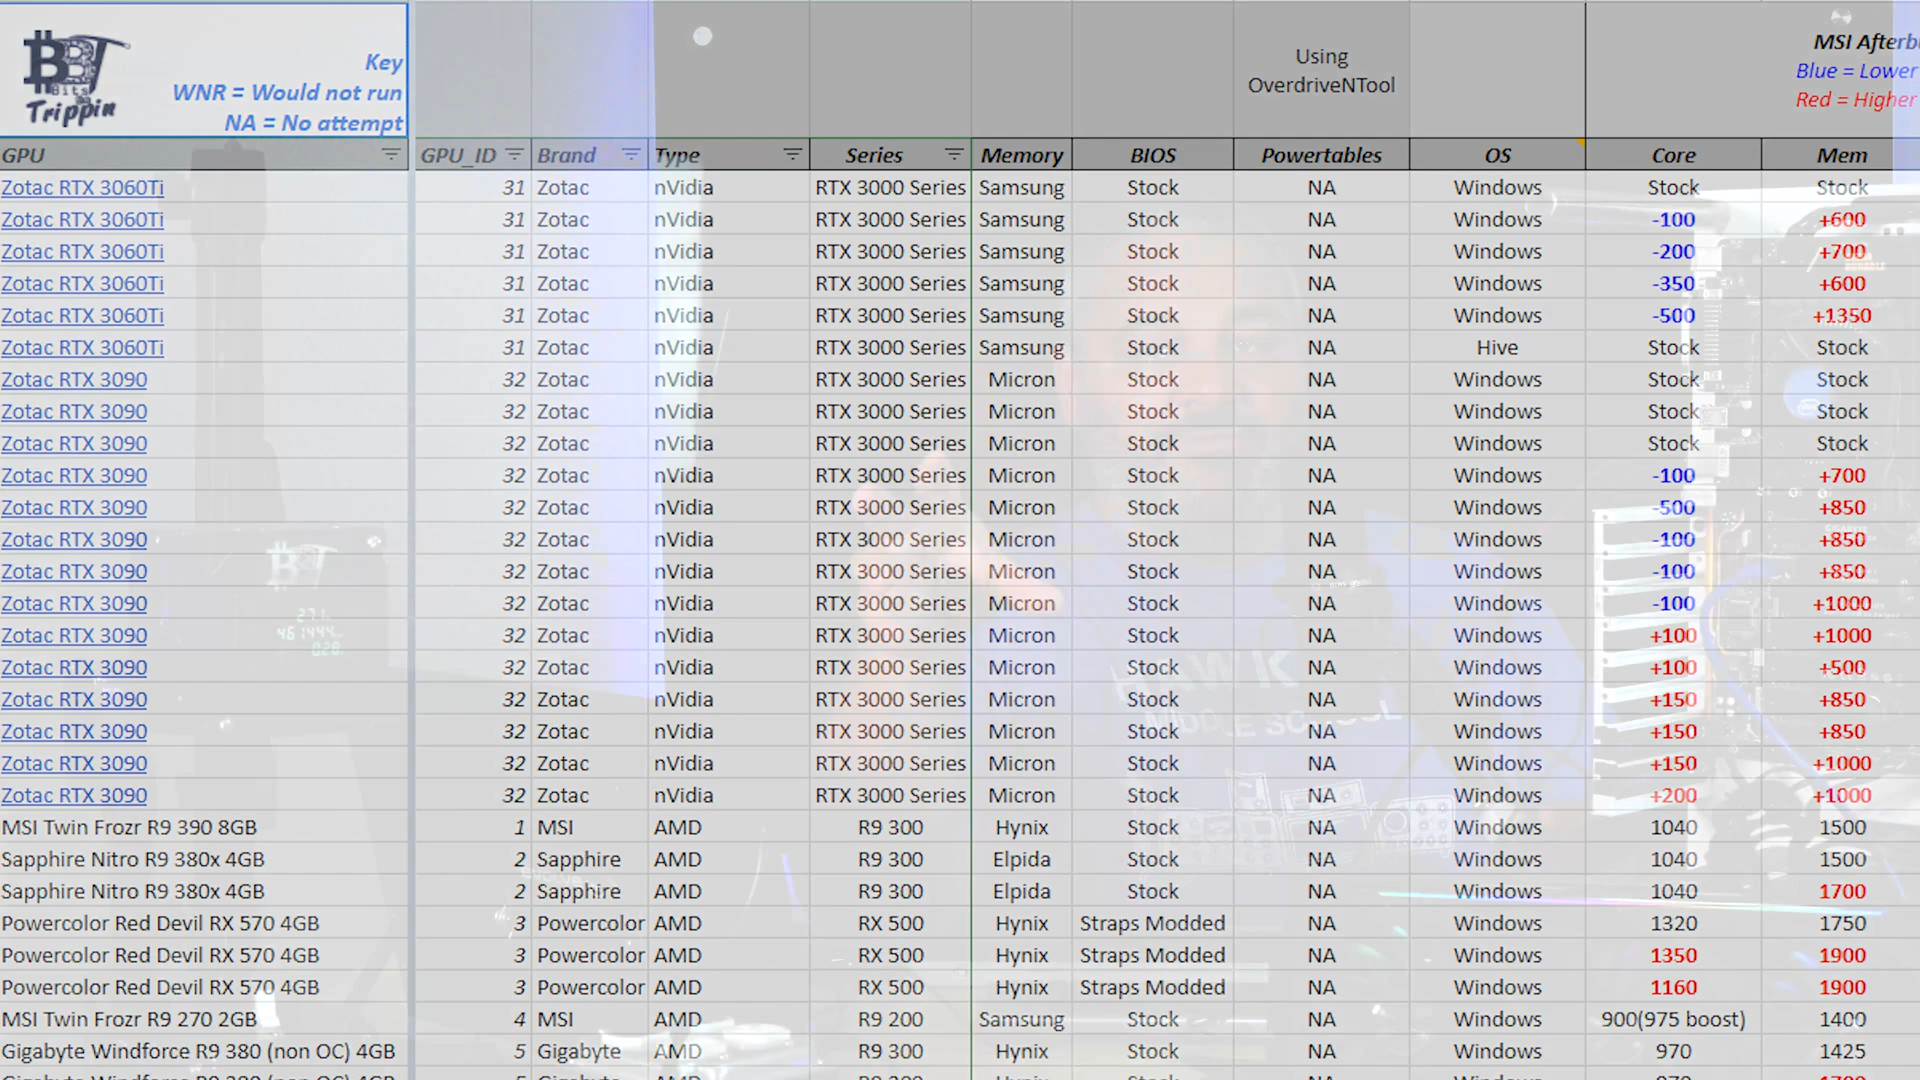 BBT
Bits
Trippin
Key
WNR = Would not run
NA = No attempt
Using
OverdriveNTool
MSI Afterb
Blue = Lower
Red = Higher
GPU GPU_ID Brand Type Series Memory BIOS Powertables OS Core Mem
Zotac RTX 3060Ti 31 Zotac nVidia RTX 3000 Series Samsung Stock NA Windows Stock Stock
Zotac RTX 3060Ti 31 Zotac nVidia RTX 3000 Series Samsung Stock NA Windows -100 +600
Zotac RTX 3060Ti 31 Zotac nVidia RTX 3000 Series Samsung Stock NA Windows -200 +700
Zotac RTX 3060Ti 31 Zotac nVidia RTX 3000 Series Samsung Stock NA Windows -350 +600
Zotac RTX 3060Ti 31 Zotac nVidia RTX 3000 Series Samsung Stock NA Windows -500 +1350
Zotac RTX 3060Ti 31 Zotac nVidia RTX 3000 Series Samsung Stock NA Hive Stock Stock
Zotac RTX 3090 32 Zotac nVidia RTX 3000 Series Micron Stock NA Windows Stock Stock
Zotac RTX 3090 32 Zotac nVidia RTX 3000 Series Micron Stock NA Windows Stock Stock
Zotac RTX 3090 32 Zotac nVidia RTX 3000 Series Micron Stock NA Windows Stock Stock
Zotac RTX 3090 32 Zotac nVidia RTX 3000 Series Micron Stock NA Windows -100 +700
Zotac RTX 3090 32 Zotac nVidia RTX 3000 Series Micron Stock NA Windows -500 +850
Zotac RTX 3090 32 Zotac nVidia RTX 3000 Series Micron Stock NA Windows -100 +850
Zotac RTX 3090 32 Zotac nVidia RTX 3000 Series Micron Stock NA Windows -100 +850
Zotac RTX 3090 32 Zotac nVidia RTX 3000 Series Micron Stock NA Windows -100 +1000
Zotac RTX 3090 32 Zotac nVidia RTX 3000 Series Micron Stock NA Windows +100 +1000
Zotac RTX 3090 32 Zotac nVidia RTX 3000 Series Micron Stock NA Windows +100 +500
Zotac RTX 3090 32 Zotac nVidia RTX 3000 Series Micron Stock NA Windows +150 +850
Zotac RTX 3090 32 Zotac nVidia RTX 3000 Series Micron Stock NA Windows +150 +850
Zotac RTX 3090 32 Zotac nVidia RTX 3000 Series Micron Stock NA Windows +150 +1000
Zotac RTX 3090 32 Zotac nVidia RTX 3000 Series Micron Stock NA Windows +200 +1000
MSI Twin Frozr R9 390 8GB 1 MSI AMD R9 300 Hynix Stock NA Windows 1040 1500
Sapphire Nitro R9 380x 4GB 2 Sapphire AMD R9 300 Elpida Stock NA Windows 1040 1500
Sapphire Nitro R9 380x 4GB 2 Sapphire AMD R9 300 Elpida Stock NA Windows 1040 1700
Powercolor Red Devil RX 570 4GB 3 Powercolor AMD RX 500 Hynix Straps Modded NA Windows 1320 1750
Powercolor Red Devil RX 570 4GB 3 Powercolor AMD RX 500 Hynix Straps Modded NA Windows 1350 1900
Powercolor Red Devil RX 570 4GB 3 Powercolor AMD RX 500 Hynix Straps Modded NA Windows 1160 1900
MSI Twin Frozr R9 270 2GB 4 MSI AMD R9 200 Samsung Stock NA Windows 900(975 boost) 1400
Gigabyte Windforce R9 380 (non OC) 4GB 5 Gigabyte AMD R9 300 Hynix Stock NA Windows 970 1425
MIDDLE SCHOOL